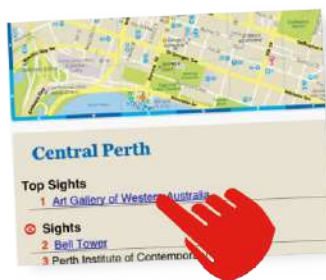 Central Perth
Top Sights
1 Art Gallery of Western Australia
Sights
2 Bell Tower
3 Perth Institute of Contempor